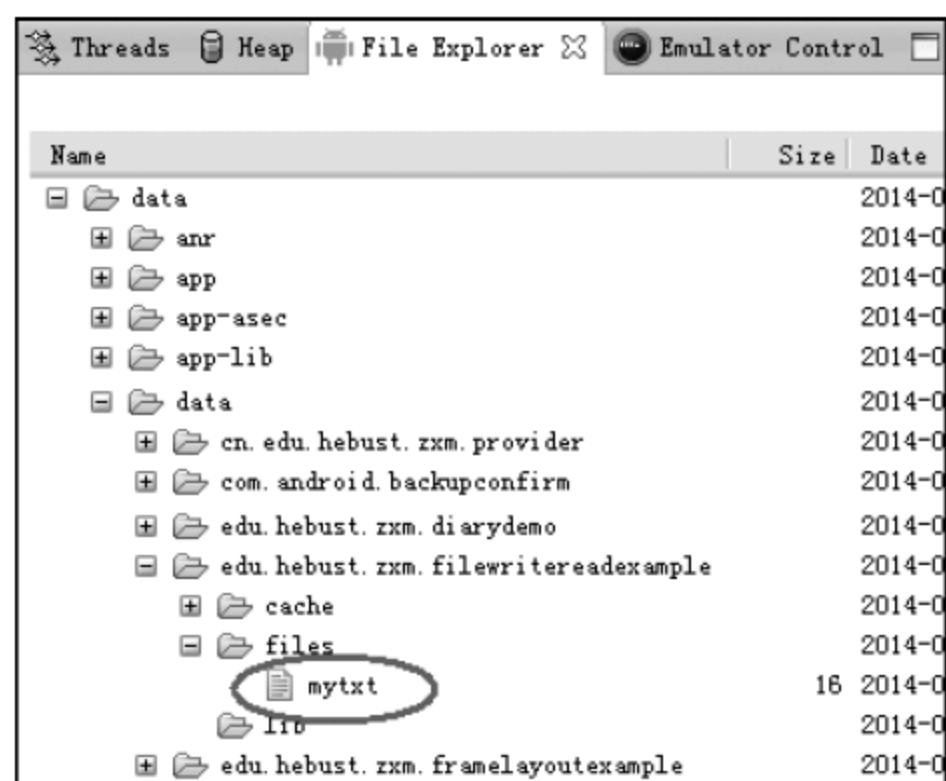 Threads Heap File Explorer Emulator Control
Name Size Date
data 2014-0
anr 2014-0
app 2014-0
app-asec 2014-0
app-lib 2014-0
data 2014-0
cn.edu.hebust.zxm.provider 2014-0
com.android.backupconfirm 2014-0
edu.hebust.zxm.diarydemo 2014-0
edu.hebust.zxm.filewritereadexample 2014-0
cache 2014-0
files 2014-0
mytxt 16 2014-0
lib 2014-0
edu.hebust.zxm.framelayoutexample 2014-0